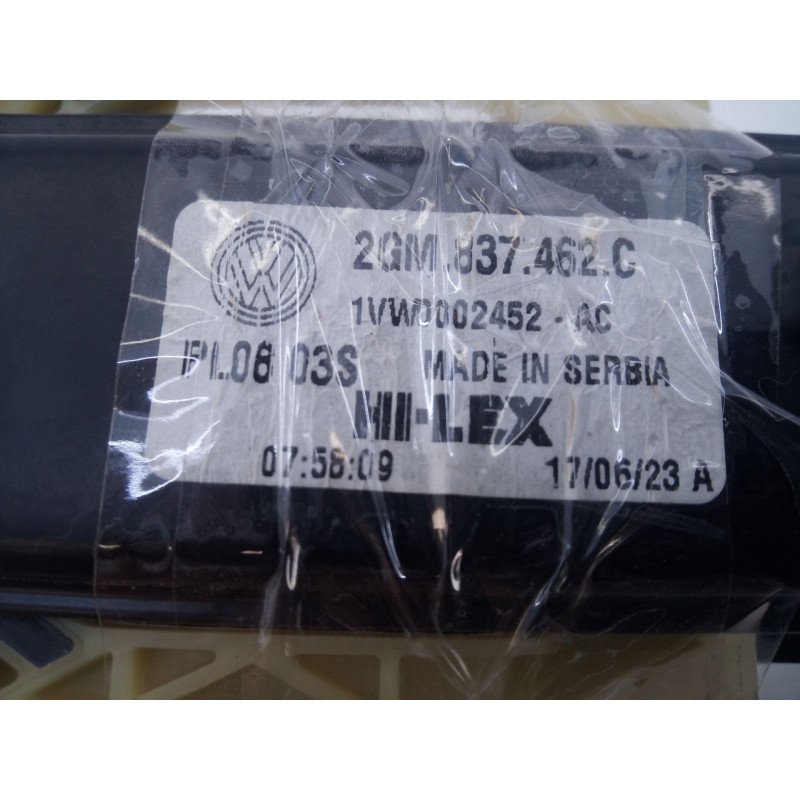 2GM.837.462.C
1VW0002452 - AC
PL08 03S MADE IN SERBIA
HI-LEX
07:58:09 17/06/23 A